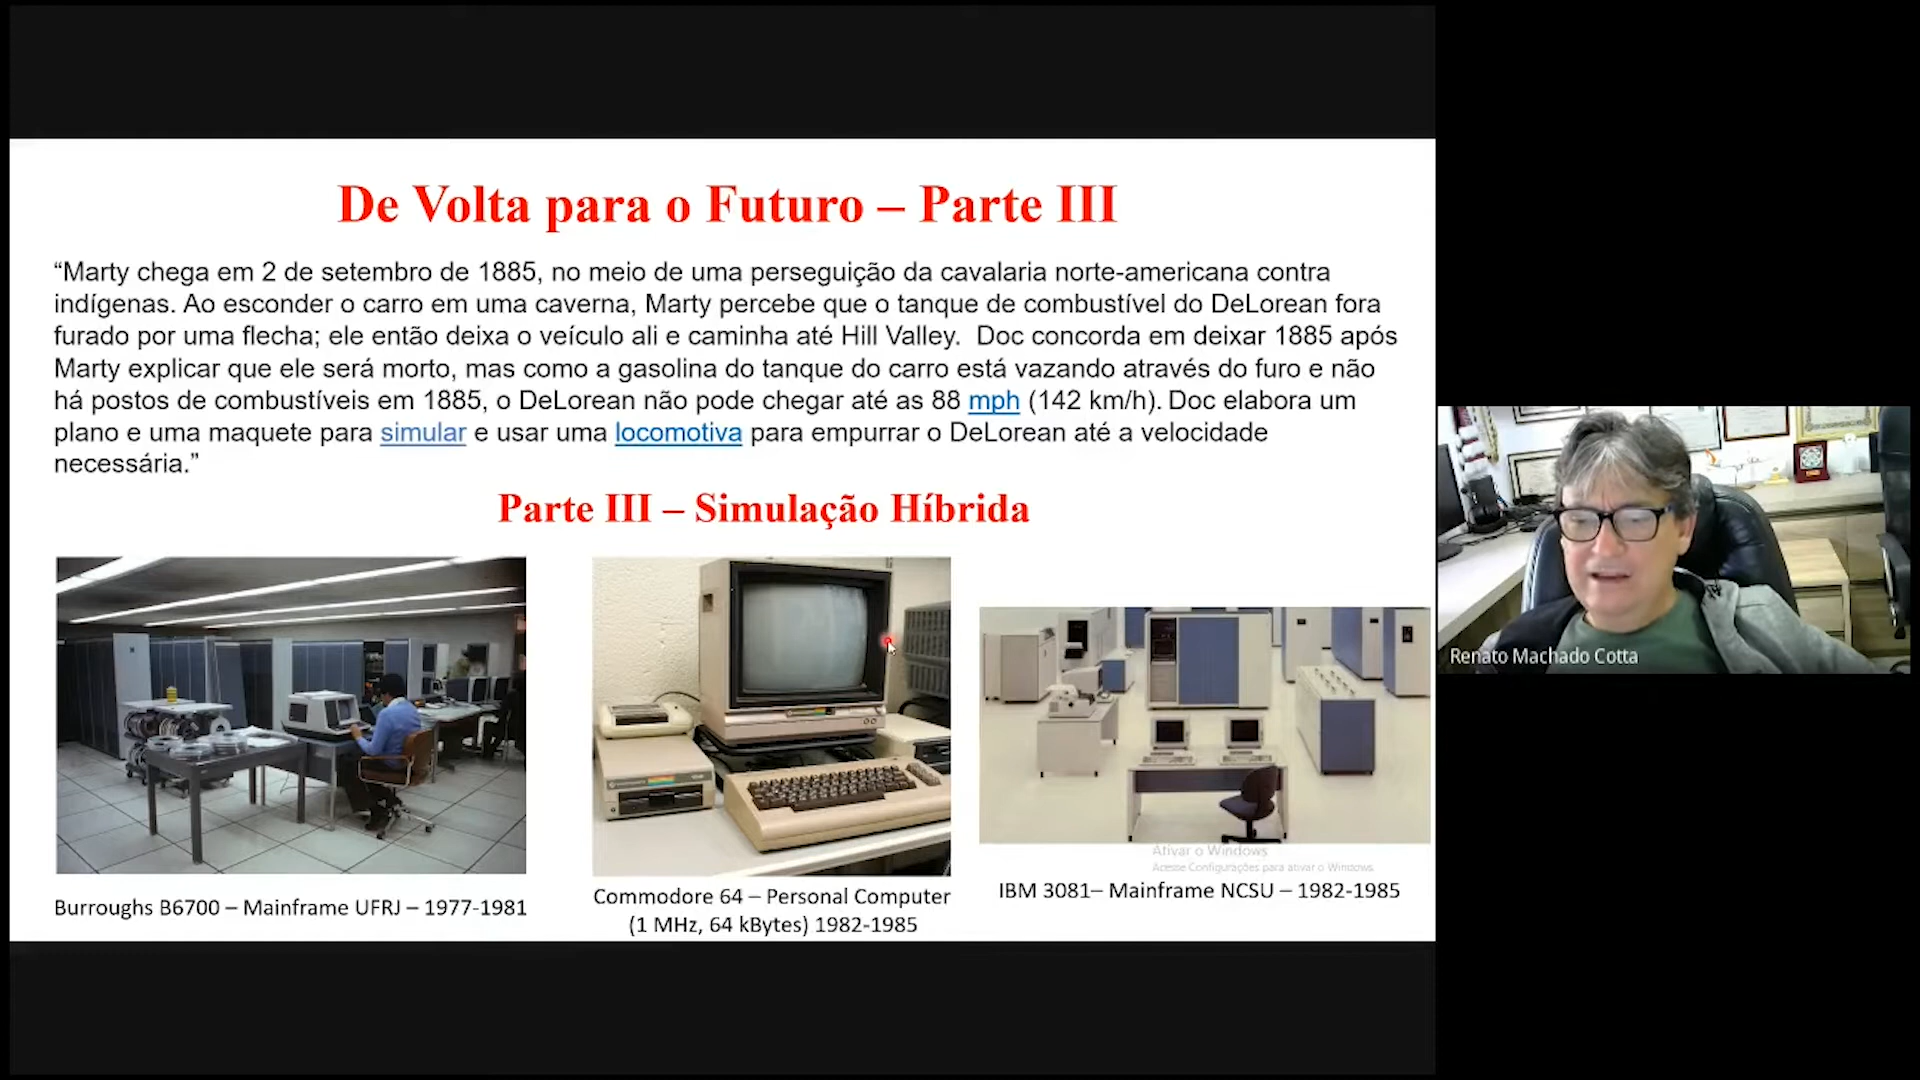 De Volta para o Futuro – Parte III
“Marty chega em 2 de setembro de 1885, no meio de uma perseguição da cavalaria norte-americana contra
indígenas. Ao esconder o carro em uma caverna, Marty percebe que o tanque de combustível do DeLorean fora
furado por uma flecha; ele então deixa o veículo ali e caminha até Hill Valley. Doc concorda em deixar 1885 após
Marty explicar que ele será morto, mas como a gasolina do tanque do carro está vazando através do furo e não
há postos de combustíveis em 1885, o DeLorean não pode chegar até as 88 mph (142 km/h). Doc elabora um
plano e uma maquete para simular e usar uma locomotiva para empurrar o DeLorean até a velocidade
necessária.”
Parte III – Simulação Híbrida
Burroughs B6700 – Mainframe UFRJ – 1977-1981
Commodore 64 – Personal Computer
(1 MHz, 64 kBytes) 1982-1985
Ativar o Windows
Acesse Configurações para ativar o Windows.
IBM 3081– Mainframe NCSU – 1982-1985
Renato Machado Cotta